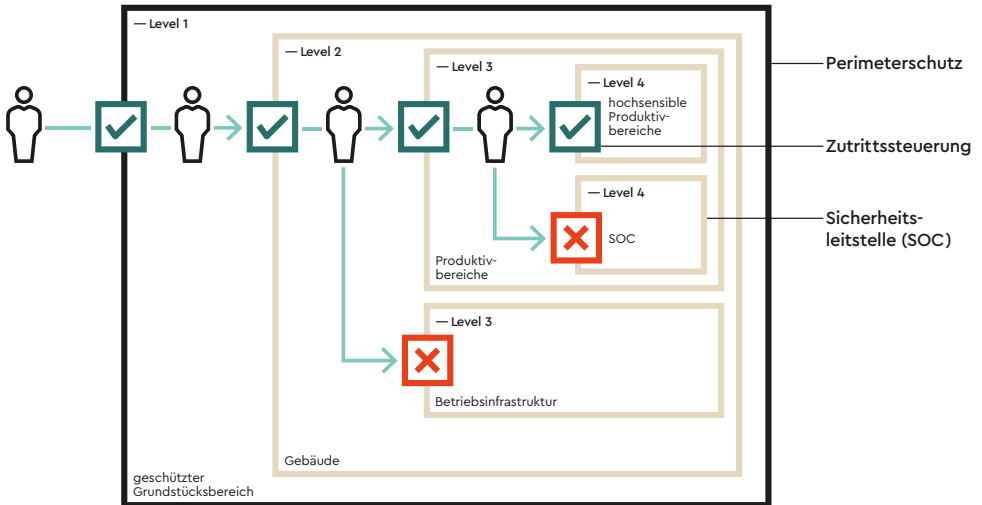 — Level 1
— Level 2
— Level 3
— Level 4
hochsensible
Produktiv-
bereiche
— Level 4
SOC
Produktiv-
bereiche
— Level 3
Betriebsinfrastruktur
Gebäude
geschützter
Grundstücksbereich
Perimeterschutz
Zutrittssteuerung
Sicherheits-
leitstelle (SOC)